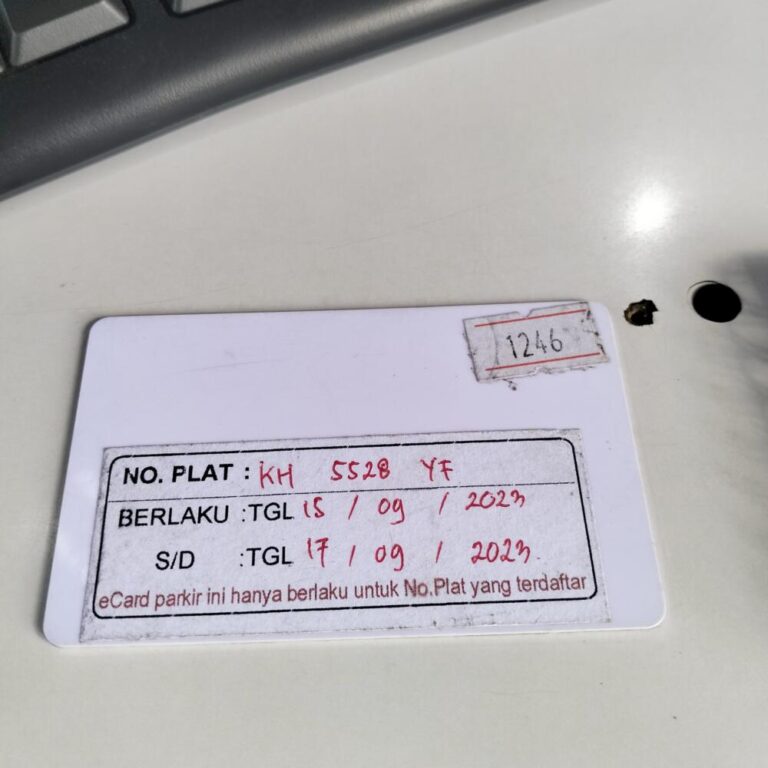 1246
NO. PLAT : KH 5528 YF
BERLAKU :TGL 15 / 09 / 2023
S/D :TGL 17 / 09 / 2023.
eCard parkir ini hanya berlaku untuk No.Plat yang terdaftar